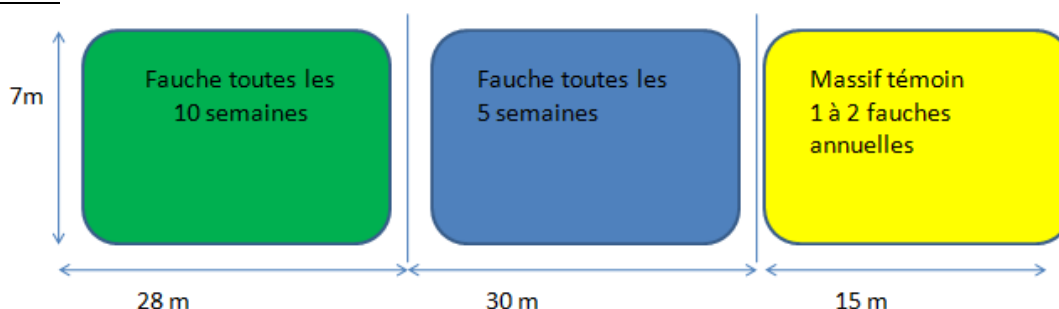 7m
Fauche toutes les
10 semaines
Fauche toutes les
5 semaines
Massif témoin
1 à 2 fauches
annuelles
28 m
30 m
15 m